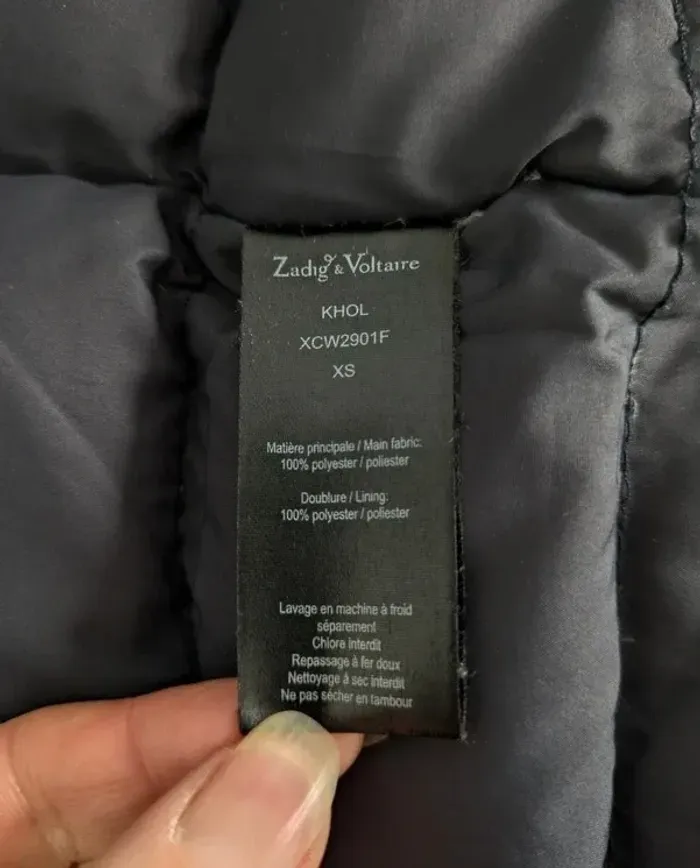 Zadig & Voltaire
KHOL
XCW2901F
XS
Matière principale / Main fabric:
100% polyester / poliester
Doublure / Lining:
100% polyester / poliester
Lavage en machine à froid
séparement
Chlore interdit
Repassage à fer doux
Nettoyage à sec interdit
Ne pas sécher en tambour